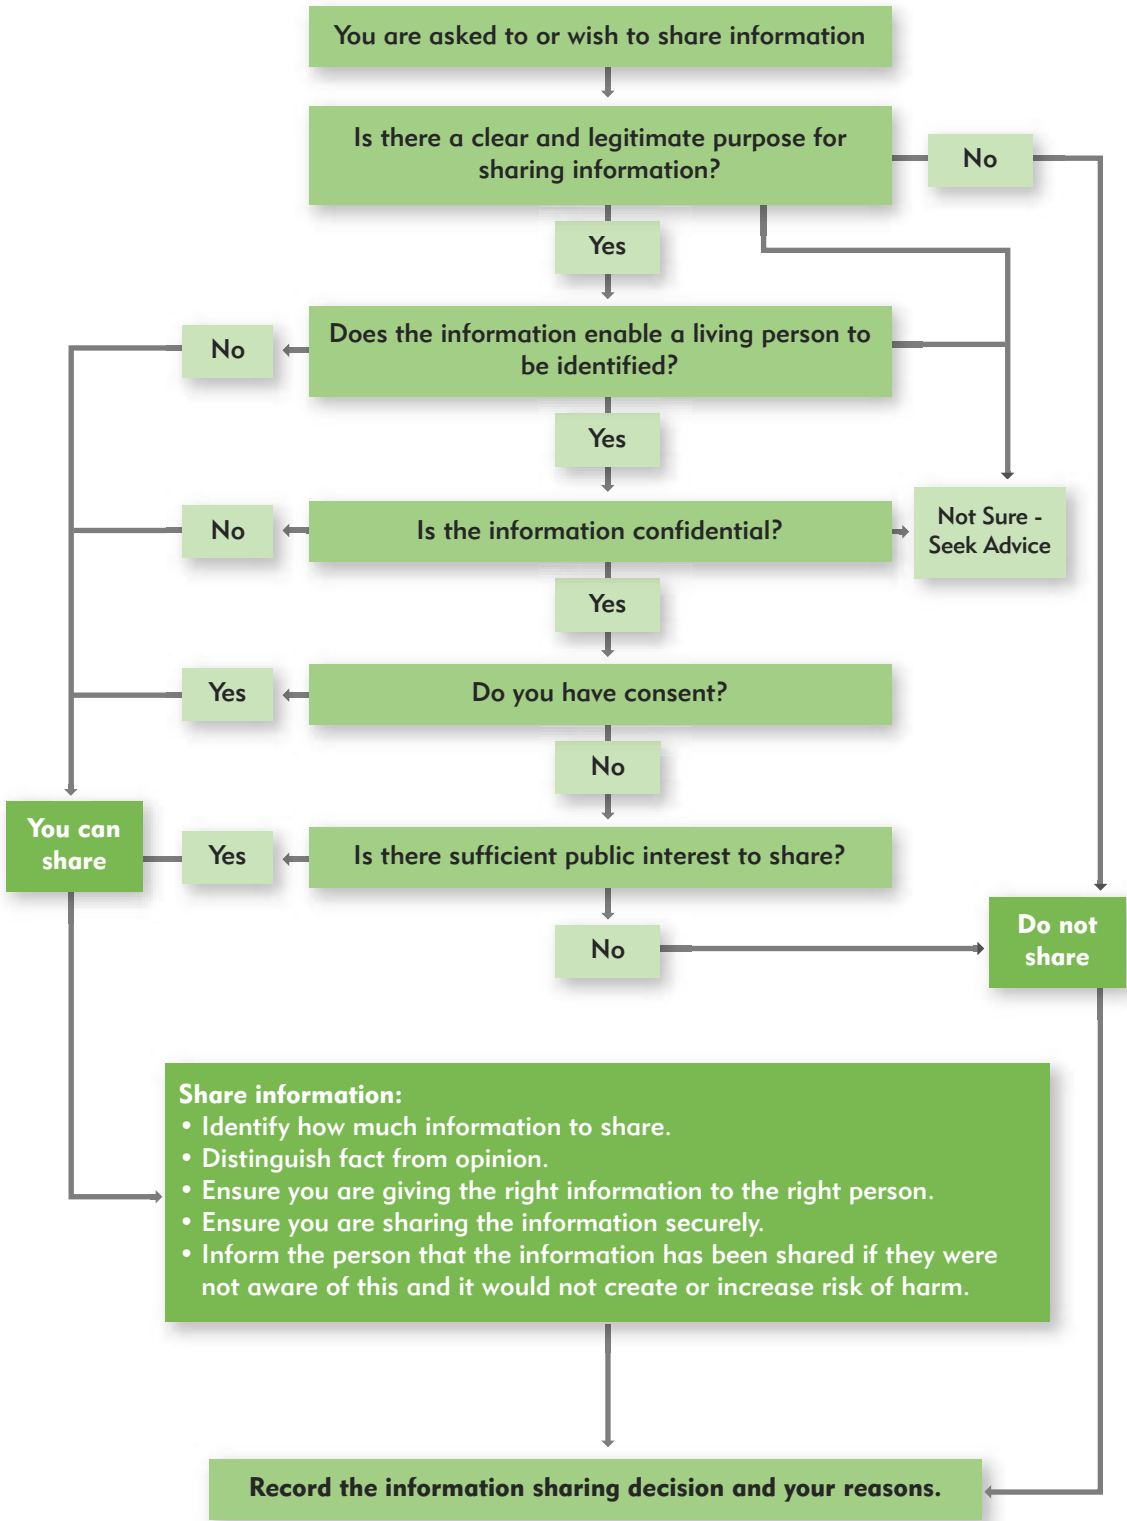 You are asked to or wish to share information
Is there a clear and legitimate purpose for
sharing information?
No
Yes
Does the information enable a living person to
be identified?
No
Yes
Is the information confidential?
No
Not Sure -
Seek Advice
Yes
Do you have consent?
Yes
No
Is there sufficient public interest to share?
Yes
You can
share
No
Do not
share
Share information:
• Identify how much information to share.
• Distinguish fact from opinion.
• Ensure you are giving the right information to the right person.
• Ensure you are sharing the information securely.
• Inform the person that the information has been shared if they were
not aware of this and it would not create or increase risk of harm.
Record the information sharing decision and your reasons.